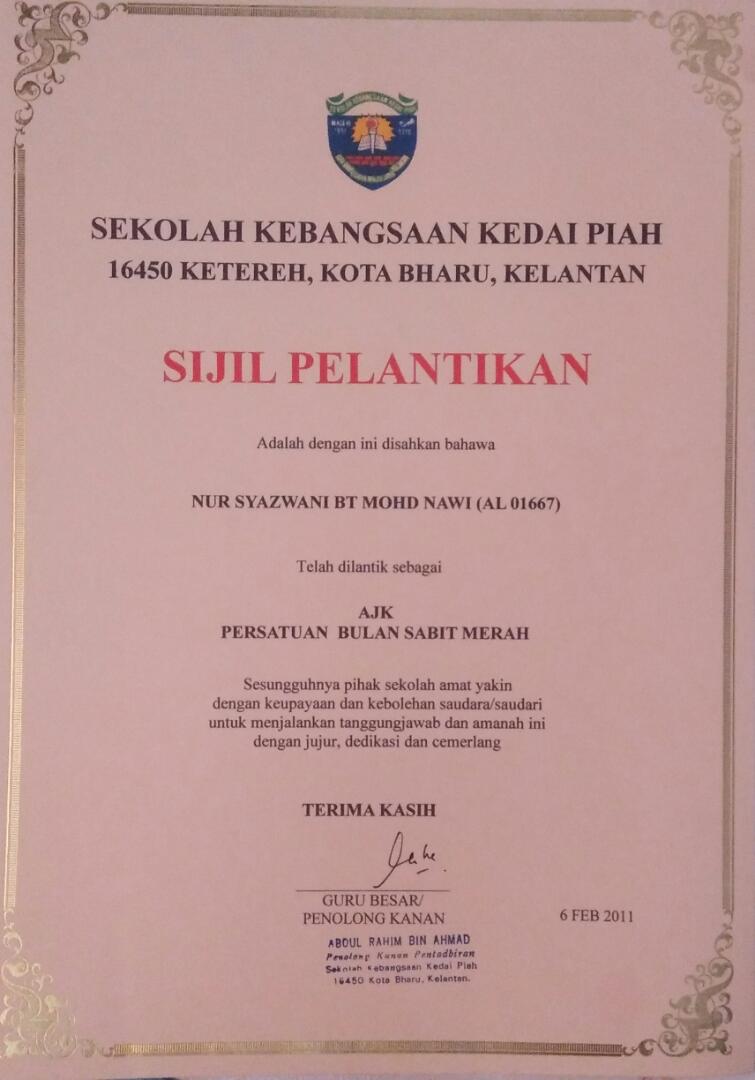 SEKOLAH KEBANGSAAN KEDAI PIAH
16450 KETEREH, KOTA BHARU, KELANTAN
SIJIL PELANTIKAN
Adalah dengan ini disahkan bahawa
NUR SYAZWANI BT MOHD NAWI (AL 01667)
Telah dilantik sebagai
AJK
PERSATUAN BULAN SABIT MERAH
Sesungguhnya pihak sekolah amat yakin
dengan keupayaan dan kebolehan saudara/saudari
untuk menjalankan tanggungjawab dan amanah ini
dengan jujur, dedikasi dan cemerlang
TERIMA KASIH
GURU BESAR/
PENOLONG KANAN
6 FEB 2011
ABDUL RAHIM BIN AHMAD
Penolong Kanan Pentadbiran
Sekolah Kebangsaan Kedai Piah
16450 Kota Bharu, Kelantan.